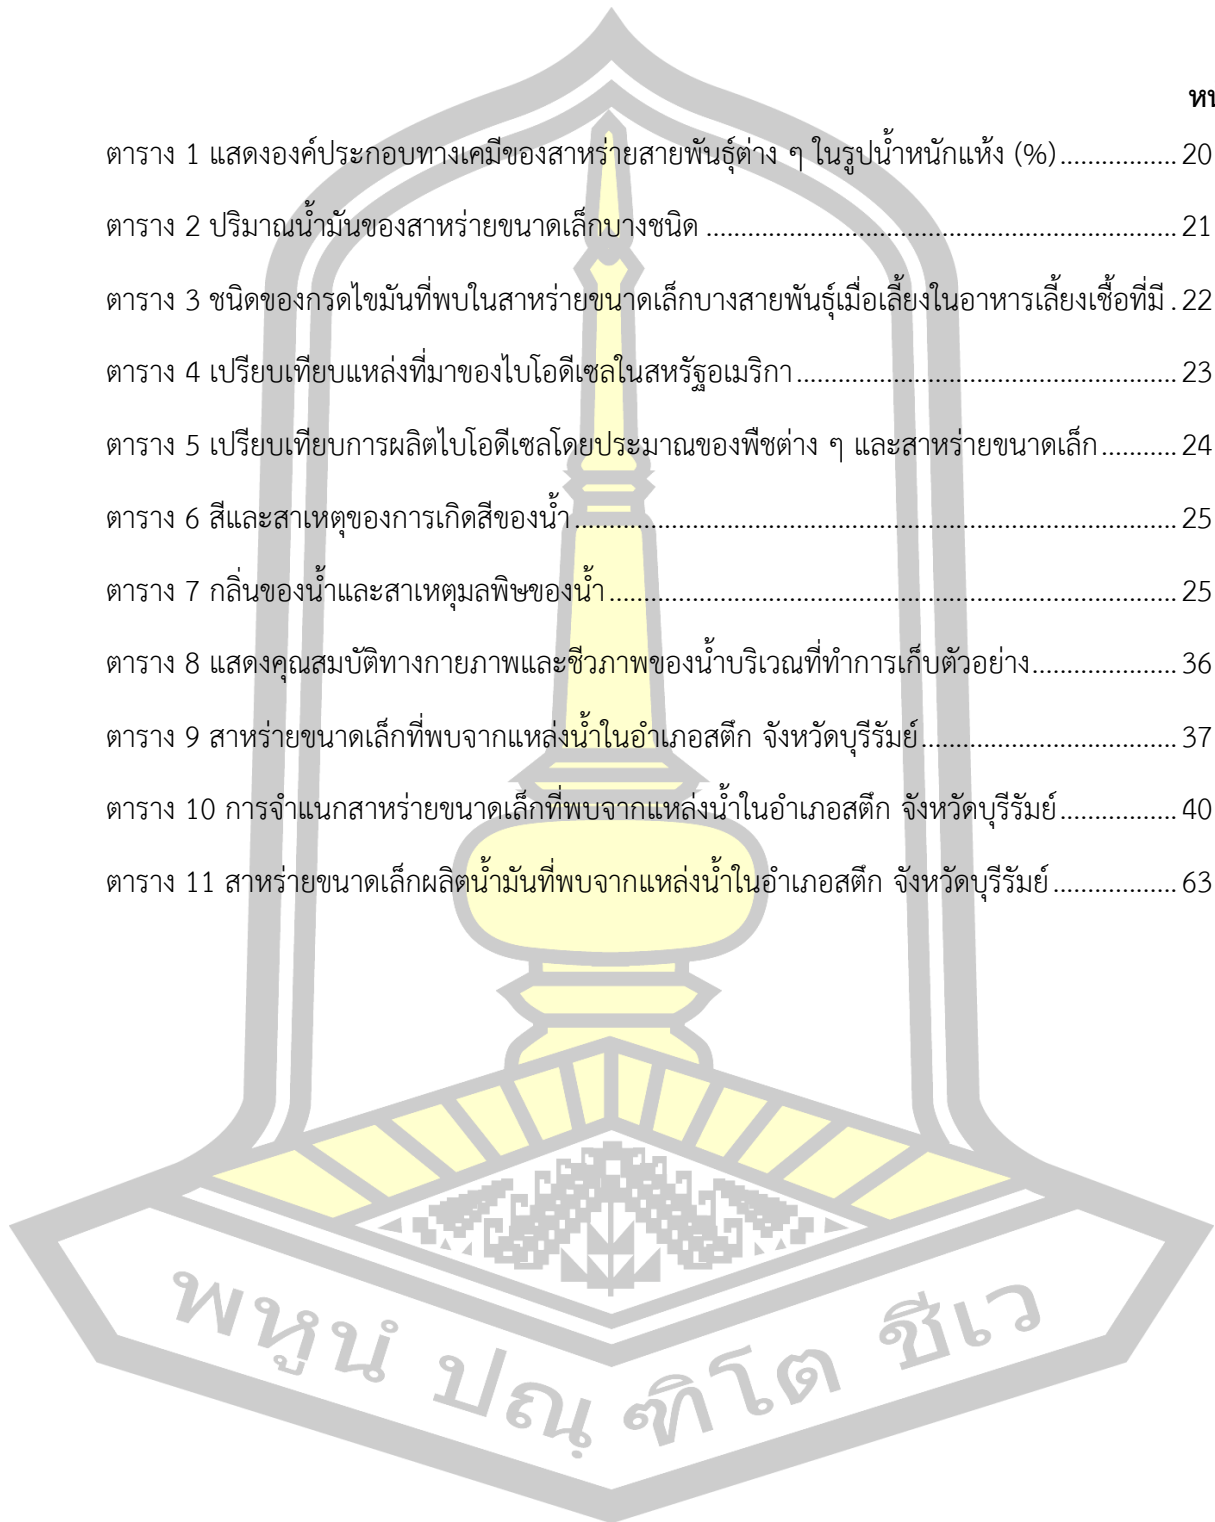 ตาราง 1 แสดงองค์ประกอบทางเคมีของสาหร่ายสายพันธุ์ต่าง ๆ ในรูปน้ำหนักแห้ง (%)................. 20
ตาราง 2 ปริมาณน้ำมันของสาหร่ายขนาดเล็กบางชนิด ......................................................... 21
ตาราง 3 ชนิดของกรดไขมันที่พบในสาหร่ายขนาดเล็กบางสายพันธุ์เมื่อเลี้ยงในอาหารเลี้ยงเชื้อที่มี . 22
ตาราง 4 เปรียบเทียบแหล่งที่มาของไบโอดีเซลในสหรัฐอเมริกา.............................................. 23
ตาราง 5 เปรียบเทียบการผลิตไบโอดีเซลโดยประมาณของพืชต่าง ๆ และสาหร่ายขนาดเล็ก........... 24
ตาราง 6 สีและสาเหตุของการเกิดสีของน้ำ......................................................................... 25
ตาราง 7 กลิ่นของน้ำและสาเหตุมลพิษของน้ำ..................................................................... 25
ตาราง 8 แสดงคุณสมบัติทางกายภาพและชีวภาพของน้ำบริเวณที่ทำการเก็บตัวอย่าง.................. 36
ตาราง 9 สาหร่ายขนาดเล็กที่พบจากแหล่งน้ำในอำเภอสตึก จังหวัดบุรีรัมย์............................... 37
ตาราง 10 การจำแนกสาหร่ายขนาดเล็กที่พบจากแหล่งน้ำในอำเภอสตึก จังหวัดบุรีรัมย์................. 40
ตาราง 11 สาหร่ายขนาดเล็กผลิตน้ำมันที่พบจากแหล่งน้ำในอำเภอสตึก จังหวัดบุรีรัมย์.................. 63
พหูนํ ปณฺฑิโต ชีเว